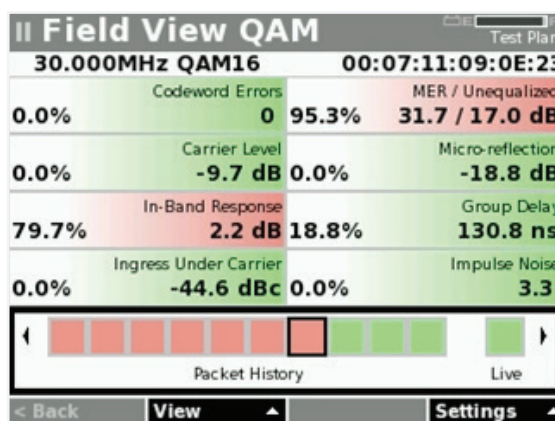 Field View QAM
Test Plan
30.000MHz QAM16 00:07:11:09:0E:23
Codeword Errors MER / Unequalized
0.0% 0 95.3% 31.7 / 17.0 dB
Carrier Level Micro-reflection
0.0% -9.7 dB 0.0% -18.8 dB
In-Band Response Group Delay
79.7% 2.2 dB 18.8% 130.8 ns
Ingress Under Carrier Impulse Noise
0.0% -44.6 dBc 0.0% 3.3
Packet History Live
< Back View Settings